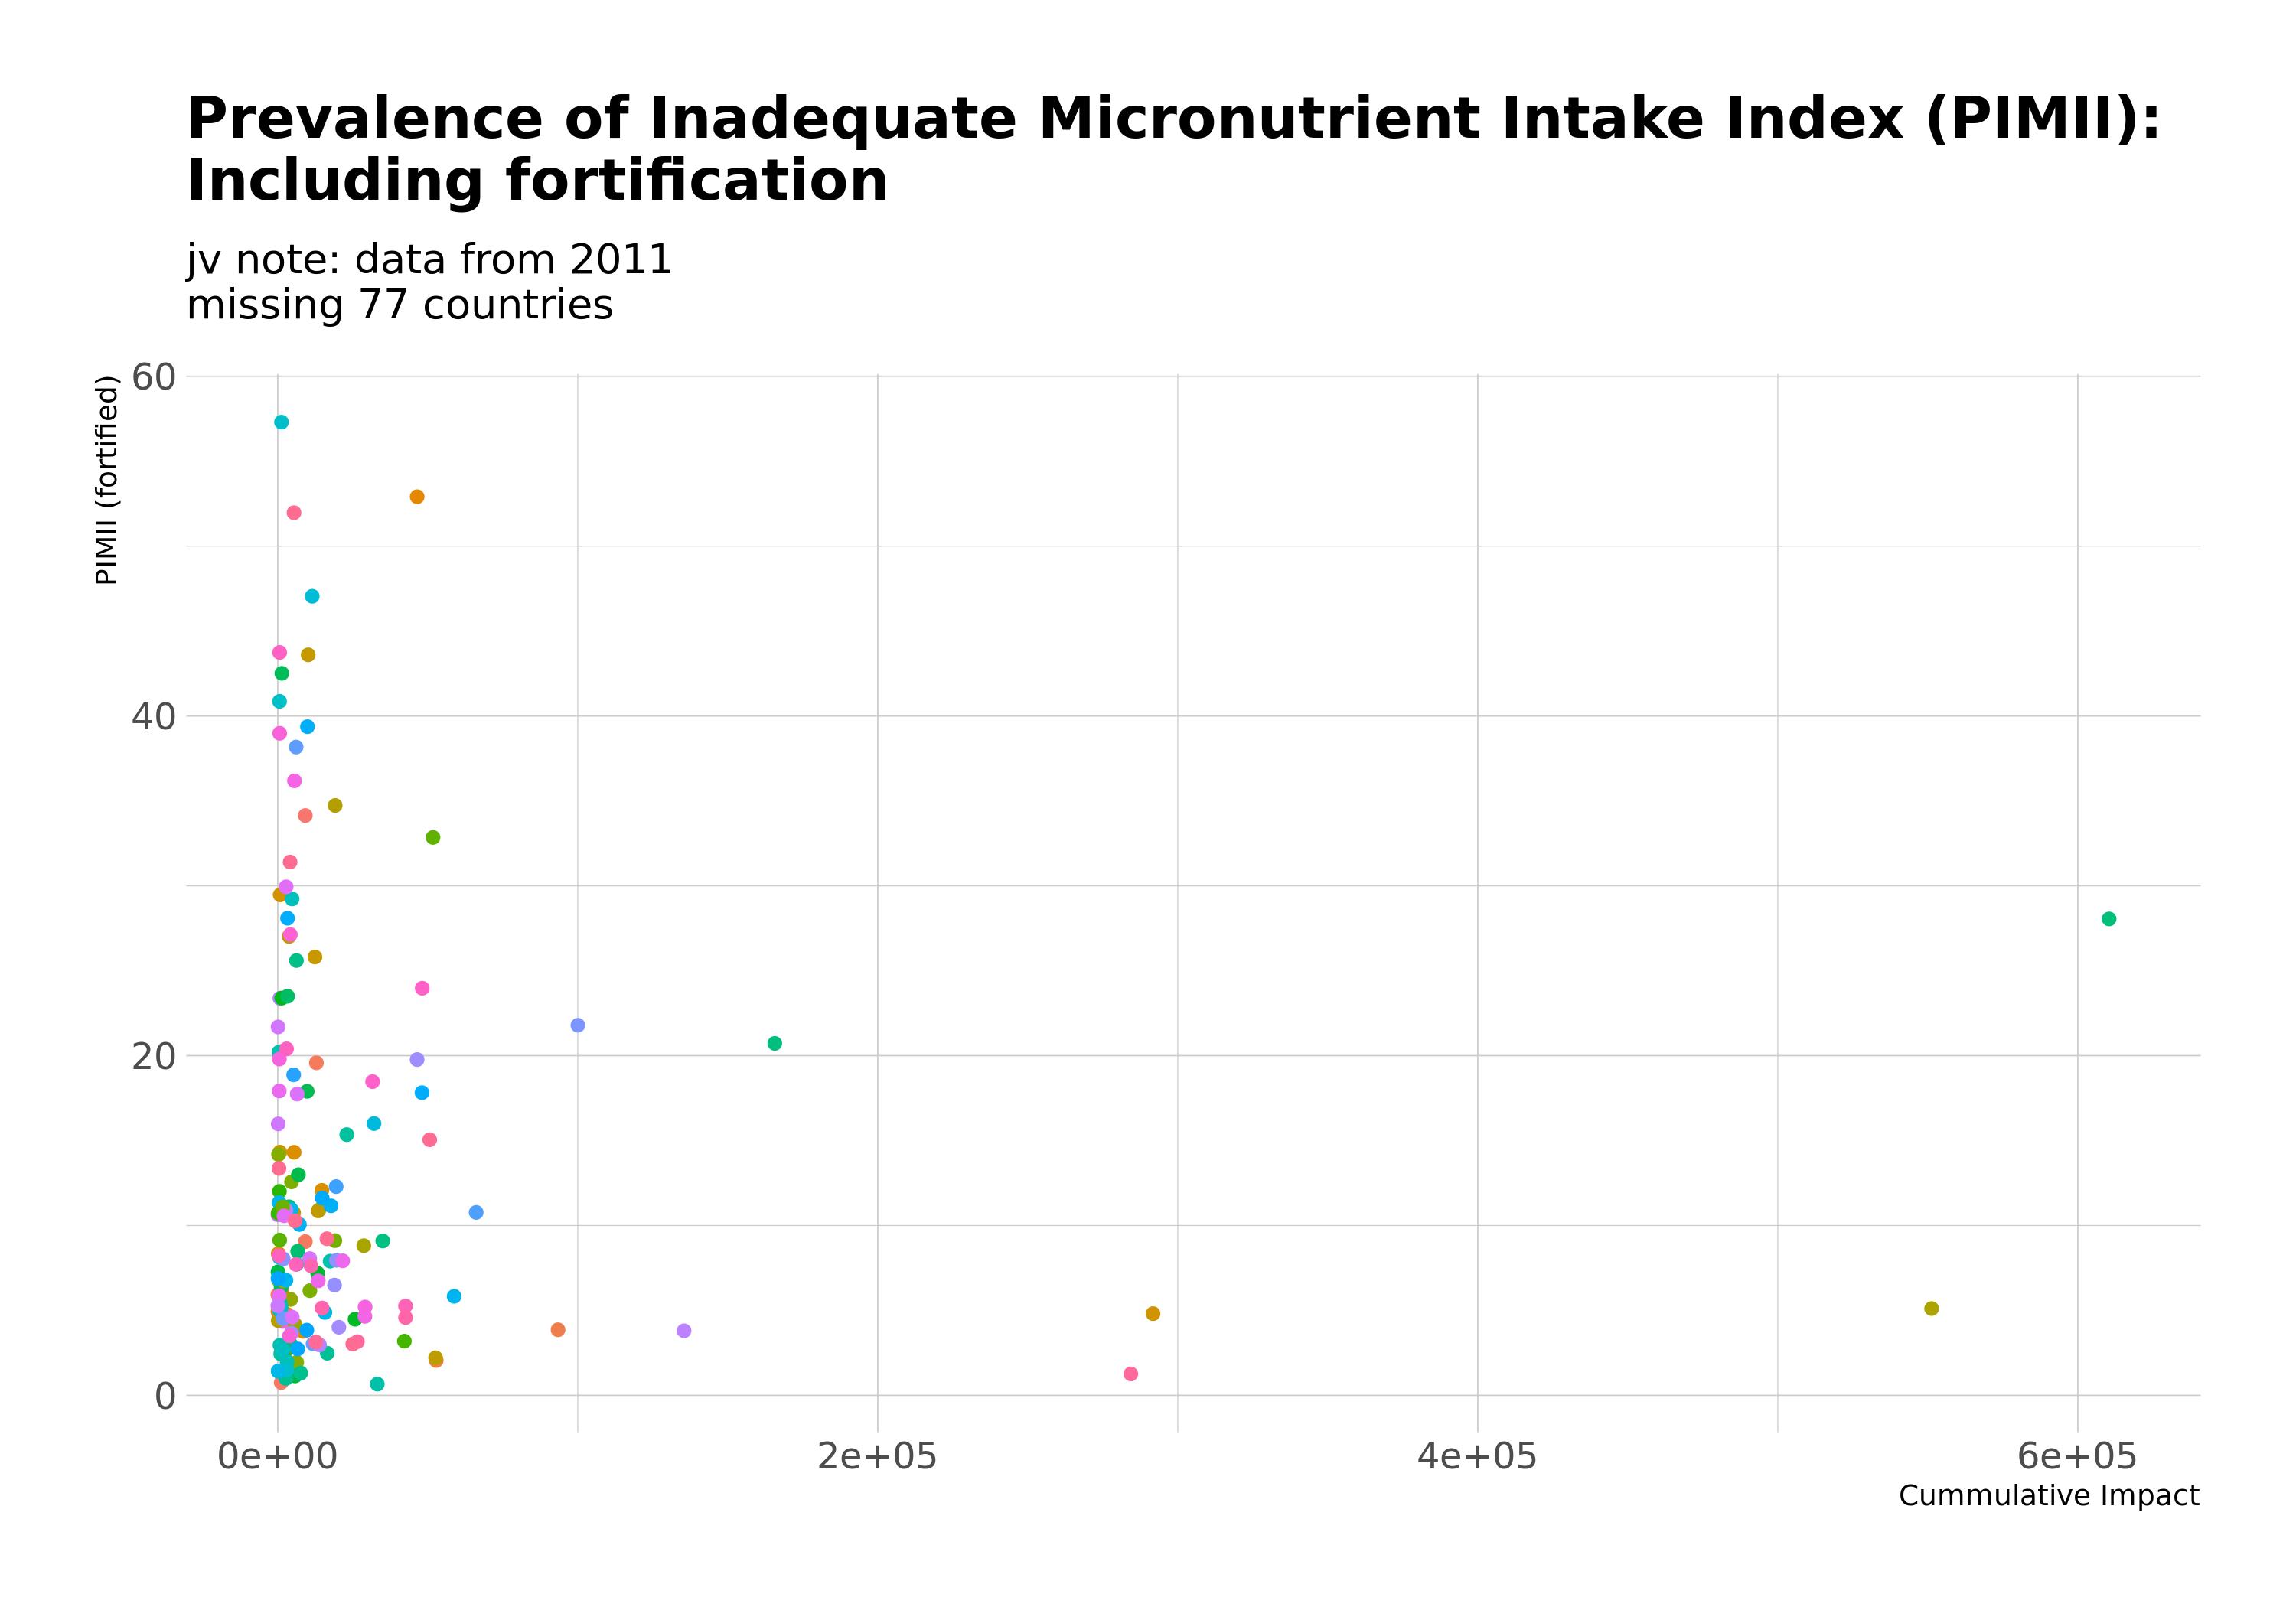 Prevalence of Inadequate Micronutrient Intake Index (PIMII):
Including fortification
jv note: data from 2011
missing 77 countries
PIMII (fortified)
60
40
20
0
0e+00
2e+05
4e+05
6e+05
Cummulative Impact